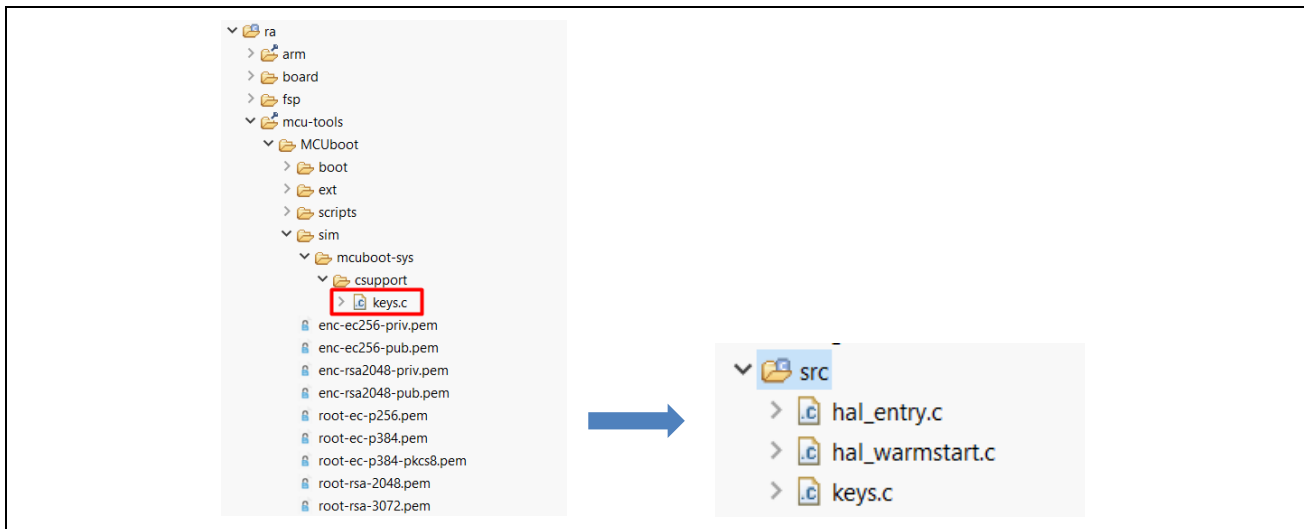 ra
arm
board
fsp
mcu-tools
MCUboot
boot
ext
scripts
sim
mcuboot-sys
csupport
keys.c
enc-ec256-priv.pem
enc-ec256-pub.pem
enc-rsa2048-priv.pem
enc-rsa2048-pub.pem
root-ec-p256.pem
root-ec-p384.pem
root-ec-p384-pkcs8.pem
root-rsa-2048.pem
root-rsa-3072.pem
src
hal_entry.c
hal_warmstart.c
keys.c